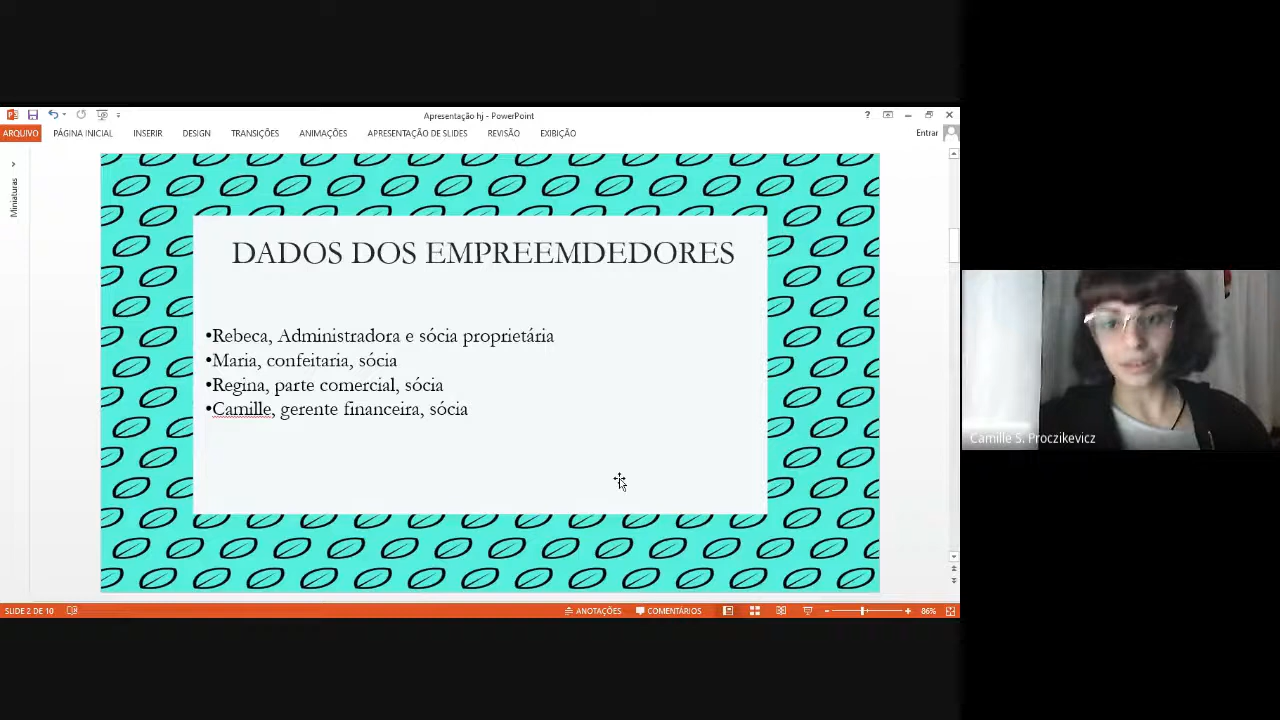 Apresentação hj - PowerPoint
ARQUIVO PÁGINA INICIAL INSERIR DESIGN TRANSIÇÕES ANIMAÇÕES APRESENTAÇÃO DE SLIDES REVISÃO EXIBIÇÃO Entrar
Miniaturas
DADOS DOS EMPREEMDEDORES
•Rebeca, Administradora e sócia proprietária
•Maria, confeitaria, sócia
•Regina, parte comercial, sócia
•Camille, gerente financeira, sócia
Camille S. Proczikevicz
SLIDE 2 DE 10 ANOTAÇÕES COMENTÁRIOS 86%